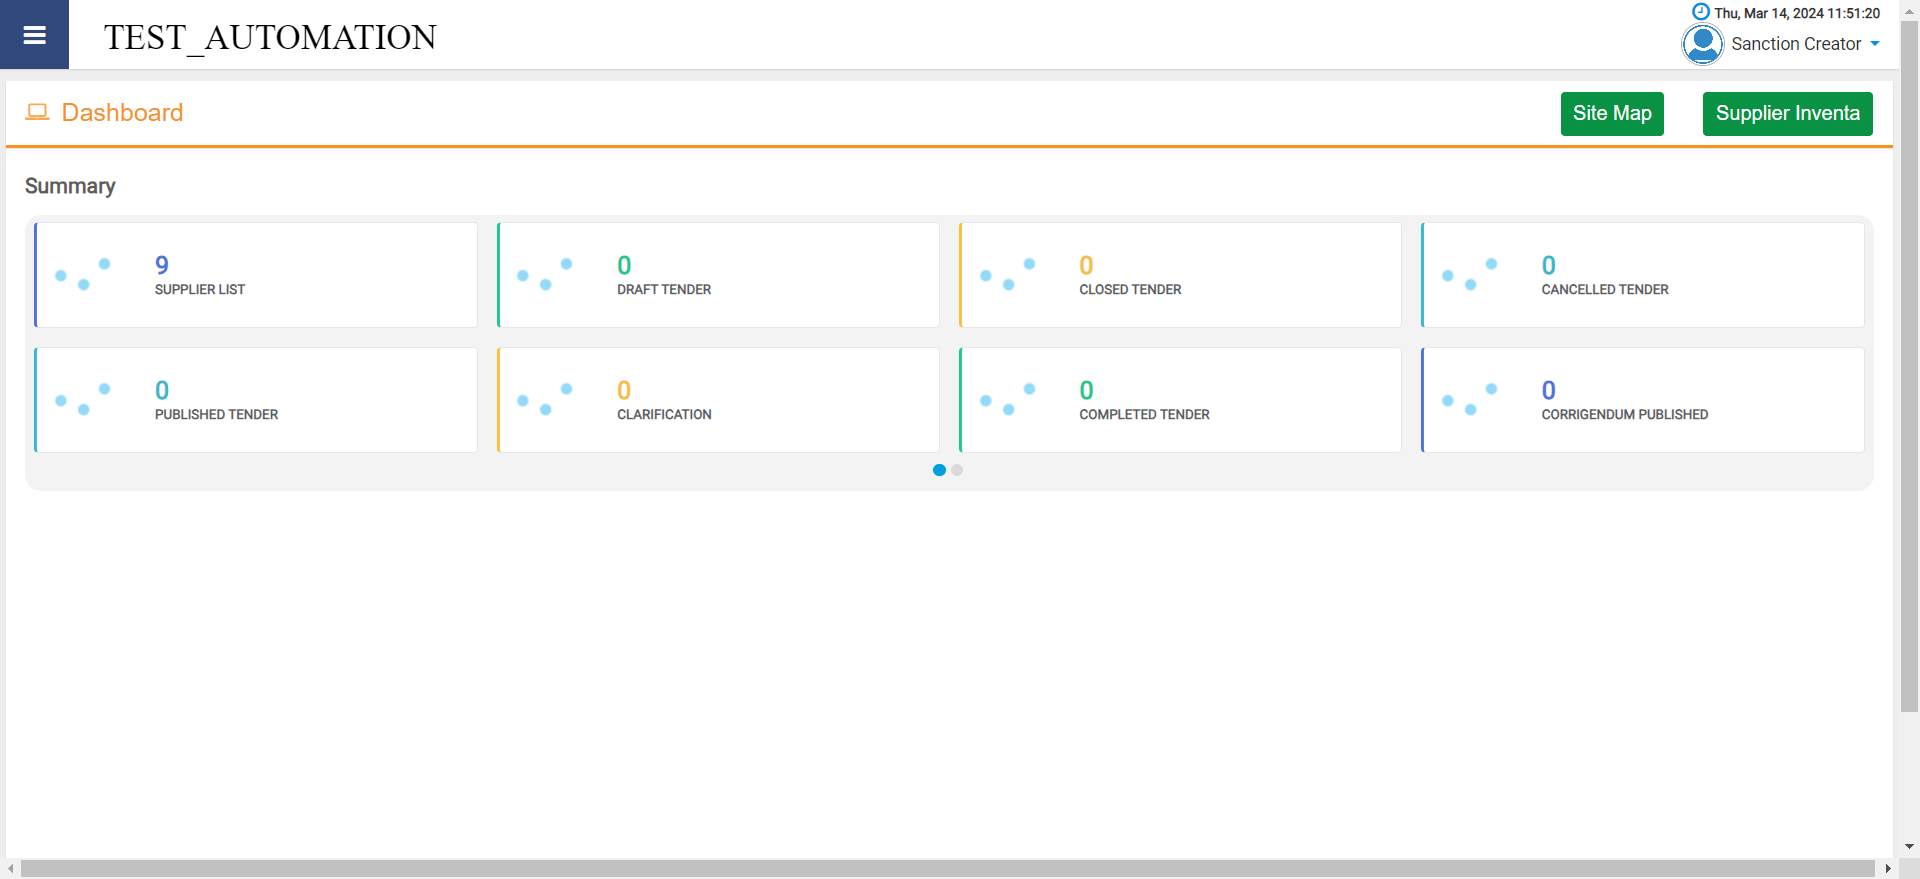 TEST_AUTOMATION
Thu, Mar 14, 2024 11:51:20
Sanction Creator
Dashboard
Site Map
Supplier Inventa
Summary
9
SUPPLIER LIST
0
DRAFT TENDER
0
CLOSED TENDER
0
CANCELLED TENDER
0
PUBLISHED TENDER
0
CLARIFICATION
0
COMPLETED TENDER
0
CORRIGENDUM PUBLISHED